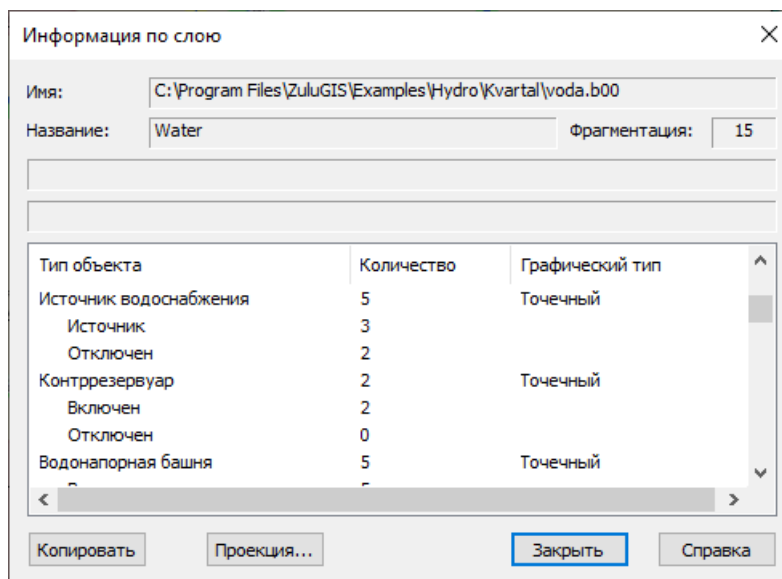 Информация по слою
Имя: C:\Program Files\ZuluGIS\Examples\Hydro\Kvartal\voda.b00
Название: Water Фрагментация: 15
Тип объекта Количество Графический тип
Источник водоснабжения 5 Точечный
Источник 3
Отключен 2
Контррезервуар 2 Точечный
Включен 2
Отключен 0
Водонапорная башня 5 Точечный
Копировать Проекция... Закрыть Справка